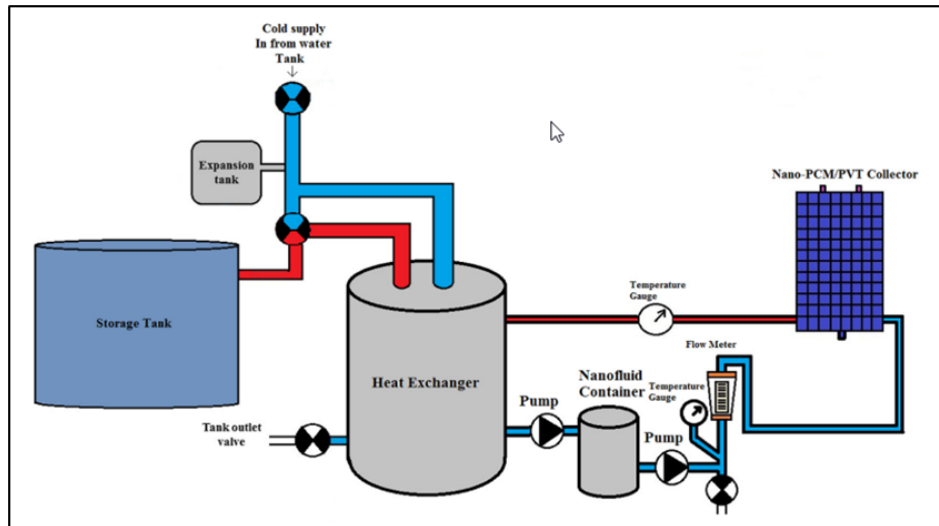 Cold supply
In from water
Tank
Expansion
tank
Nano-PCM/PVT Collector
Temperature
Gauge
Storage Tank
Flow Meter
Heat Exchanger
Nanofluid
Container
Temperature
Gauge
Pump
Tank outlet
valve
Pump